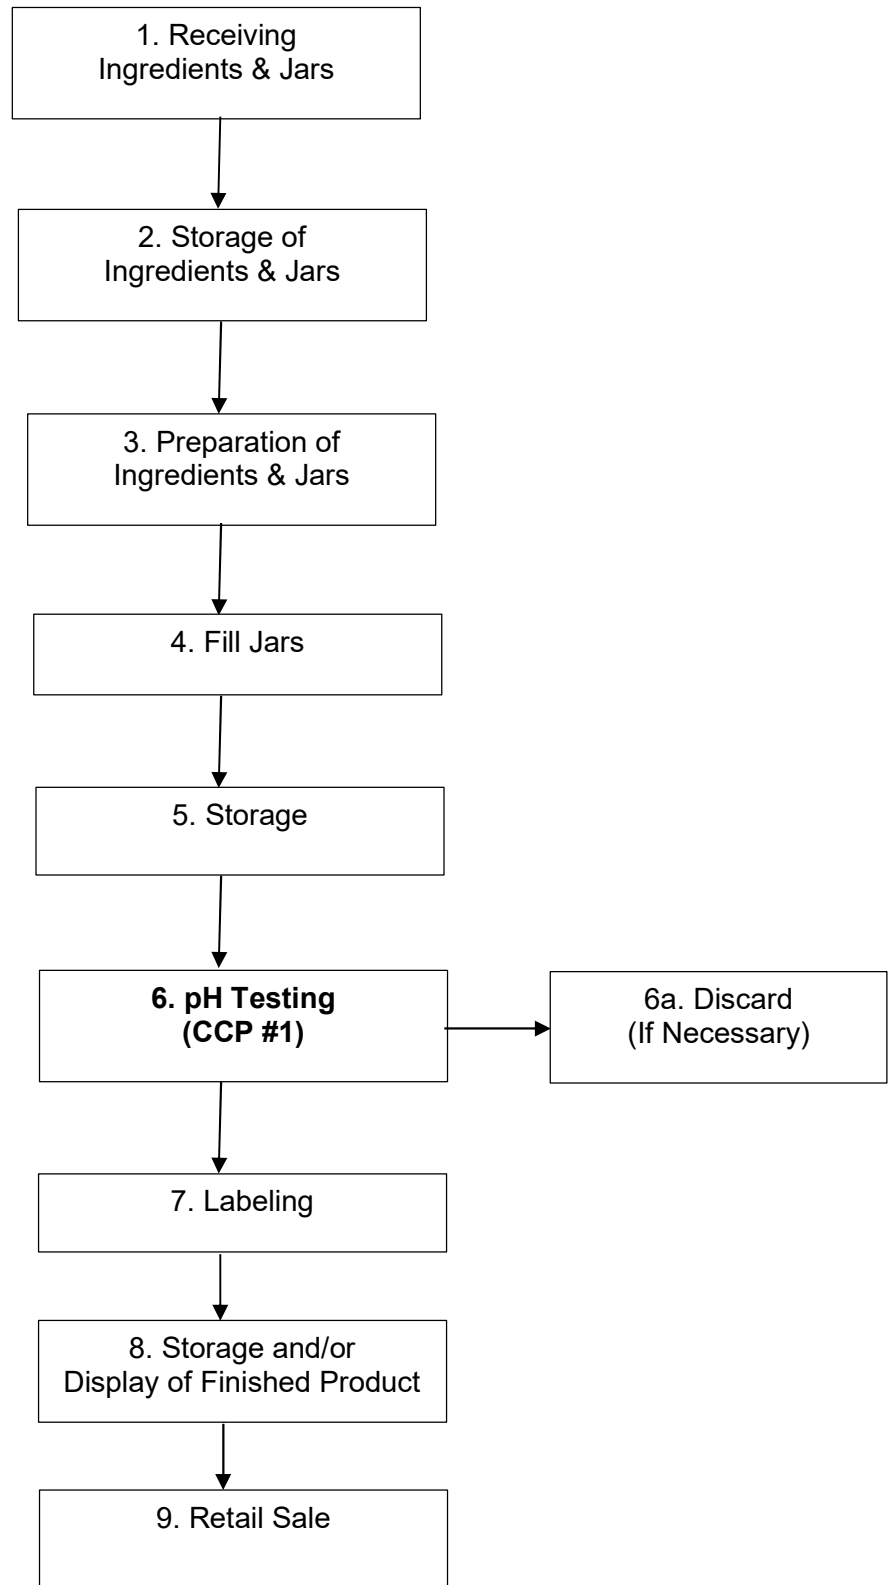 1. Receiving
Ingredients & Jars
2. Storage of
Ingredients & Jars
3. Preparation of
Ingredients & Jars
4. Fill Jars
5. Storage
6. pH Testing
(CCP #1)
6a. Discard
(If Necessary)
7. Labeling
8. Storage and/or
Display of Finished Product
9. Retail Sale